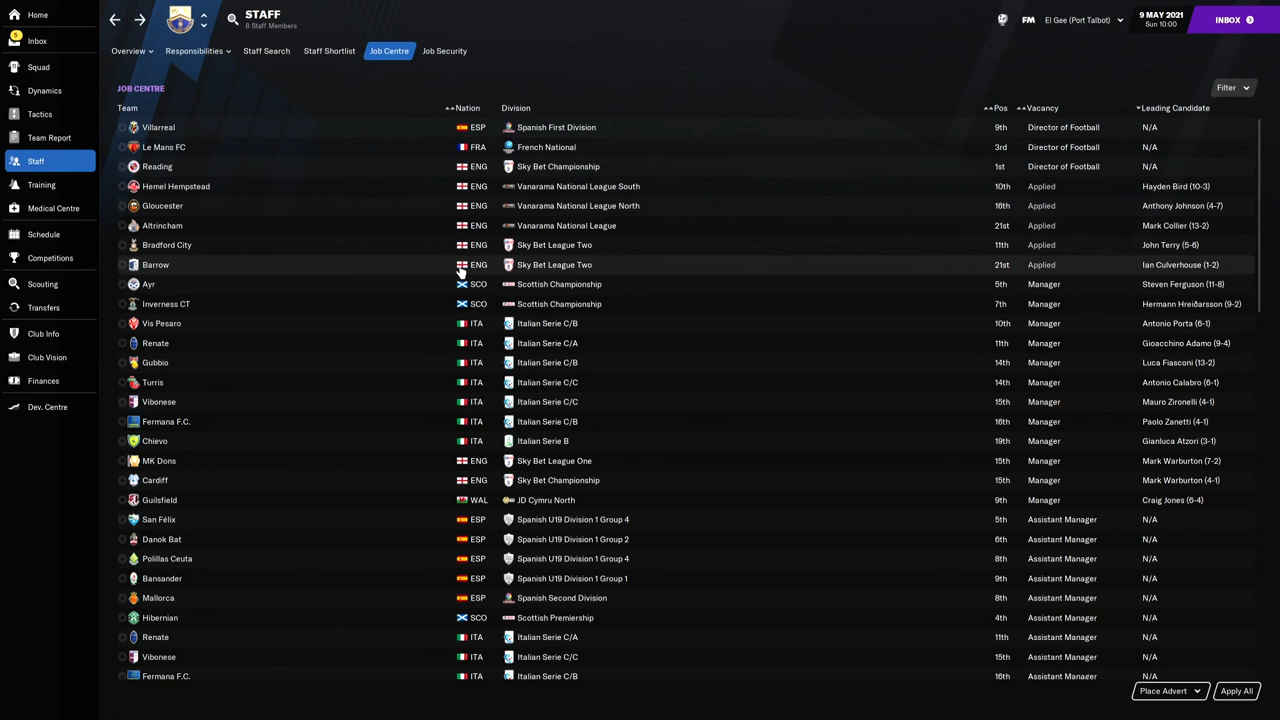 Home
Inbox
5
Squad
Dynamics
Tactics
Team Report
Staff
Training
Medical Centre
Schedule
Competitions
Scouting
Transfers
Club Info
Club Vision
Finances
Dev. Centre
STAFF
8 Staff Members
FM El Gee (Port Talbot)
9 MAY 2021
Sun 10:00
INBOX
Overview Responsibilities Staff Search Staff Shortlist Job Centre Job Security
JOB CENTRE
Filter
Team Nation Division Pos Vacancy Leading Candidate
Villarreal ESP Spanish First Division 9th Director of Football N/A
Le Mans FC FRA French National 3rd Director of Football N/A
Reading ENG Sky Bet Championship 1st Director of Football N/A
Hemel Hempstead ENG Vanarama National League South 10th Applied Hayden Bird (10-3)
Gloucester ENG Vanarama National League North 16th Applied Anthony Johnson (4-7)
Altrincham ENG Vanarama National League 21st Applied Mark Collier (13-2)
Bradford City ENG Sky Bet League Two 11th Applied John Terry (5-6)
Barrow ENG Sky Bet League Two 21st Applied Ian Culverhouse (1-2)
Ayr SCO Scottish Championship 5th Manager Steven Ferguson (11-8)
Inverness CT SCO Scottish Championship 7th Manager Hermann Hreiðarsson (9-2)
Vis Pesaro ITA Italian Serie C/B 10th Manager Antonio Porta (6-1)
Renate ITA Italian Serie C/A 11th Manager Gioacchino Adamo (9-4)
Gubbio ITA Italian Serie C/B 14th Manager Luca Fiasconi (13-2)
Turris ITA Italian Serie C/C 14th Manager Antonio Calabro (6-1)
Vibonese ITA Italian Serie C/C 15th Manager Mauro Zironelli (4-1)
Fermana F.C. ITA Italian Serie C/B 16th Manager Paolo Zanetti (4-1)
Chievo ITA Italian Serie B 19th Manager Gianluca Atzori (3-1)
MK Dons ENG Sky Bet League One 15th Manager Mark Warburton (7-2)
Cardiff ENG Sky Bet Championship 15th Manager Mark Warburton (4-1)
Guilsfield WAL JD Cymru North 9th Manager Craig Jones (6-4)
San Félix ESP Spanish U19 Division 1 Group 4 5th Assistant Manager N/A
Danok Bat ESP Spanish U19 Division 1 Group 2 6th Assistant Manager N/A
Polillas Ceuta ESP Spanish U19 Division 1 Group 4 8th Assistant Manager N/A
Bansander ESP Spanish U19 Division 1 Group 1 9th Assistant Manager N/A
Mallorca ESP Spanish Second Division 8th Assistant Manager N/A
Hibernian SCO Scottish Premiership 4th Assistant Manager N/A
Renate ITA Italian Serie C/A 11th Assistant Manager N/A
Vibonese ITA Italian Serie C/C 15th Assistant Manager N/A
Fermana F.C. ITA Italian Serie C/B 16th Assistant Manager N/A
Place Advert Apply All